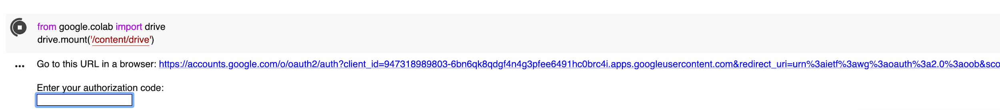 from google.colab import drive
drive.mount('/content/drive')
Go to this URL in a browser: https://accounts.google.com/o/oauth2/auth?client_id=947318989803-6bn6qk8qdgf4n4g3pfee6491hc0brc4i.apps.googleusercontent.com&redirect_uri=urn%3aietf%3awg%3aoauth%3a2.0%3aoob&sco
Enter your authorization code: